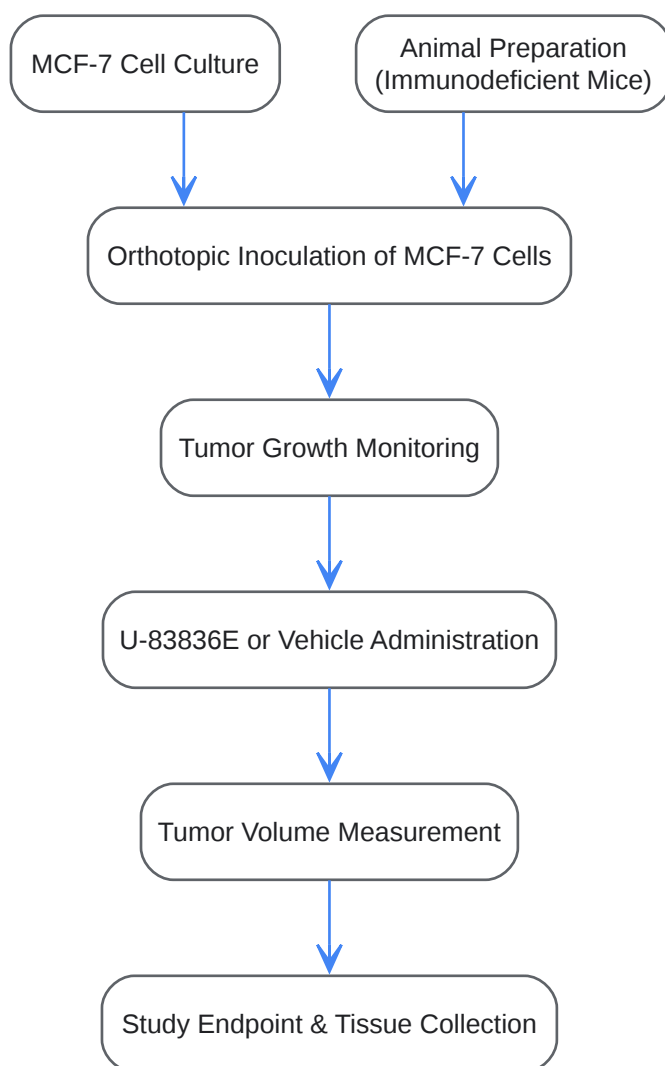 MCF-7 Cell Culture
Animal Preparation
(Immunodeficient Mice)
Orthotopic Inoculation of MCF-7 Cells
Tumor Growth Monitoring
U-83836E or Vehicle Administration
Tumor Volume Measurement
Study Endpoint & Tissue Collection